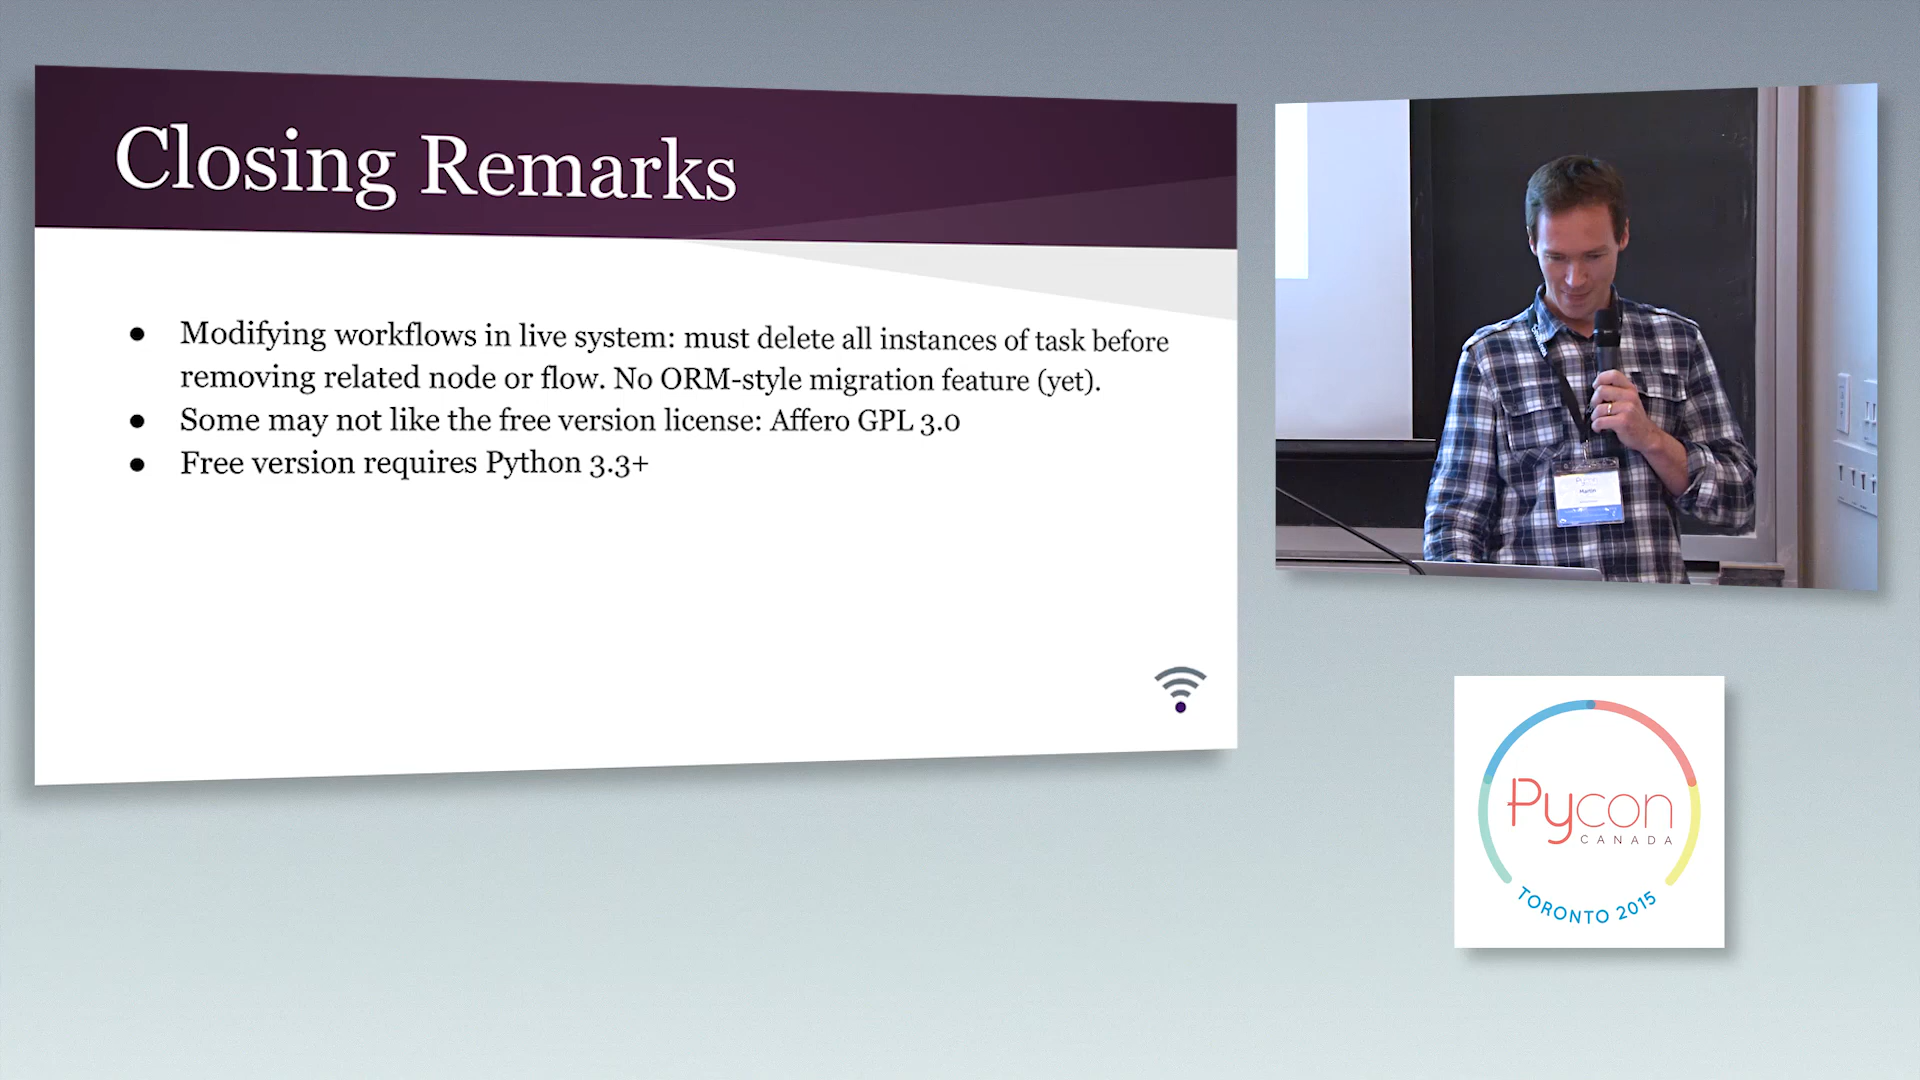 Closing Remarks
● Modifying workflows in live system: must delete all instances of task before
removing related node or flow. No ORM-style migration feature (yet).
● Some may not like the free version license: Affero GPL 3.0
● Free version requires Python 3.3+
Pycon
Martin
Pycon
CANADA
TORONTO 2015